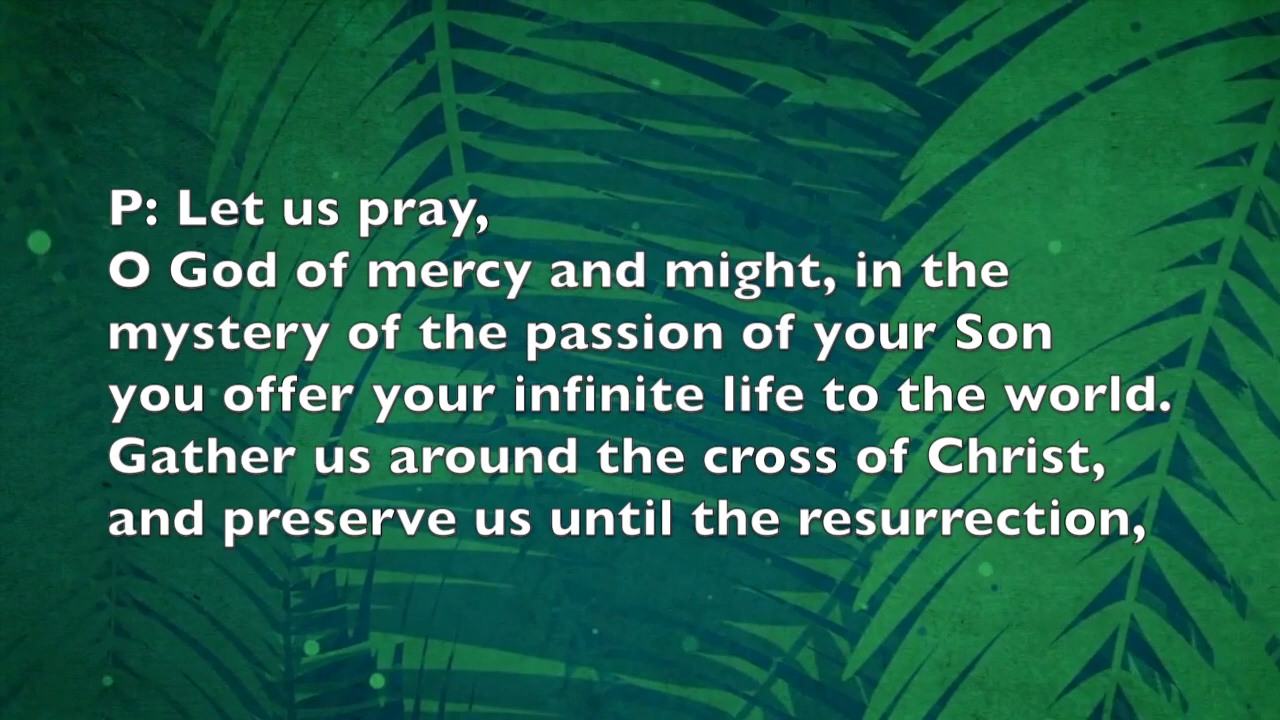 P: Let us pray,
O God of mercy and might, in the
mystery of the passion of your Son
you offer your infinite life to the world.
Gather us around the cross of Christ,
and preserve us until the resurrection,